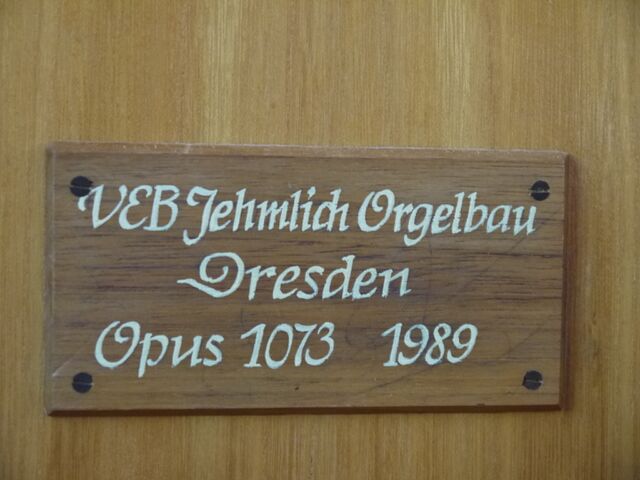 VEB Jehmlich Orgelbau
Dresden
Opus 1073 1989